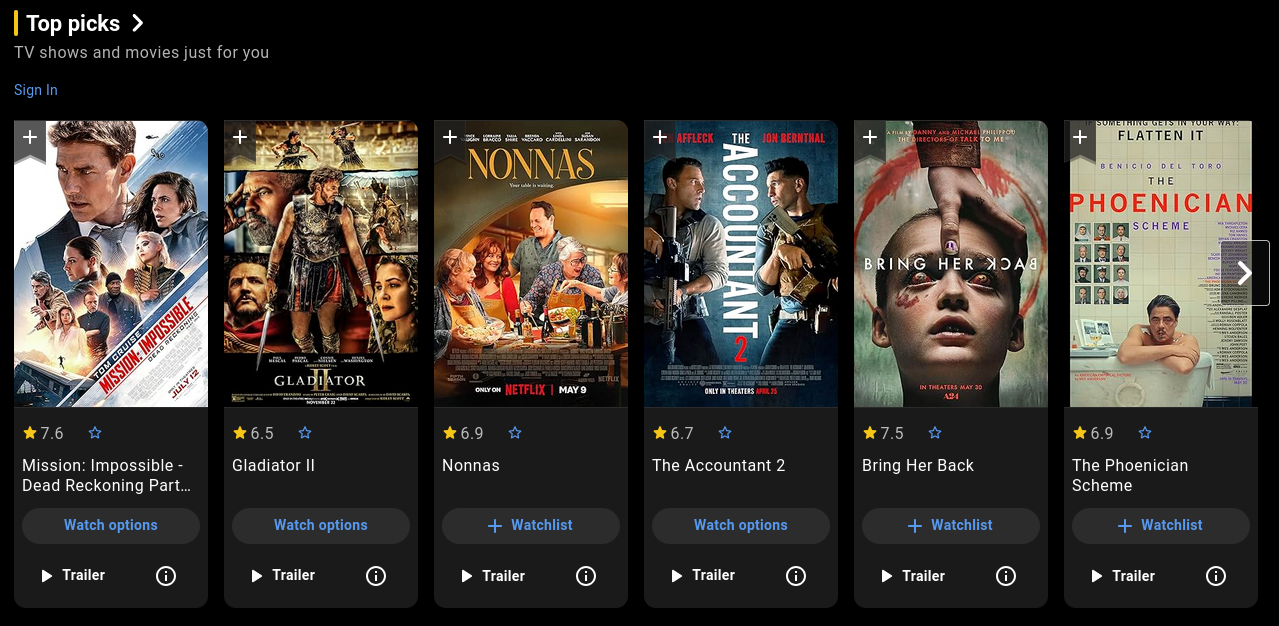 Top picks
TV shows and movies just for you
Sign In
TOM CRUISE
MISSION: IMPOSSIBLE
DEAD RECKONING
JULY 12
GLADIATOR
II
NOVEMBER 22
NONNAS
Your table is waiting.
ONLY ON NETFLIX | MAY 9
NETFLIX
AFFLECK
JON BERNTHAL
THE
ACCOUNTANT
2
ONLY IN THEATERS APRIL 25
A FILM BY DANNY AND MICHAEL PHILIPPOU
THE DIRECTORS OF TALK TO ME
BRING HER BACK
IN THEATERS MAY 30
A24
IF SOMETHING GETS IN YOUR WAY:
FLATTEN IT
BENICIO DEL TORO
THE
PHOENICIAN
SCHEME
7.6
6.5
6.9
6.7
7.5
6.9
Mission: Impossible -
Dead Reckoning Part…
Gladiator II
Nonnas
The Accountant 2
Bring Her Back
The Phoenician
Scheme
Watch options
Watch options
Watchlist
Watch options
Watchlist
Watchlist
Trailer
Trailer
Trailer
Trailer
Trailer
Trailer